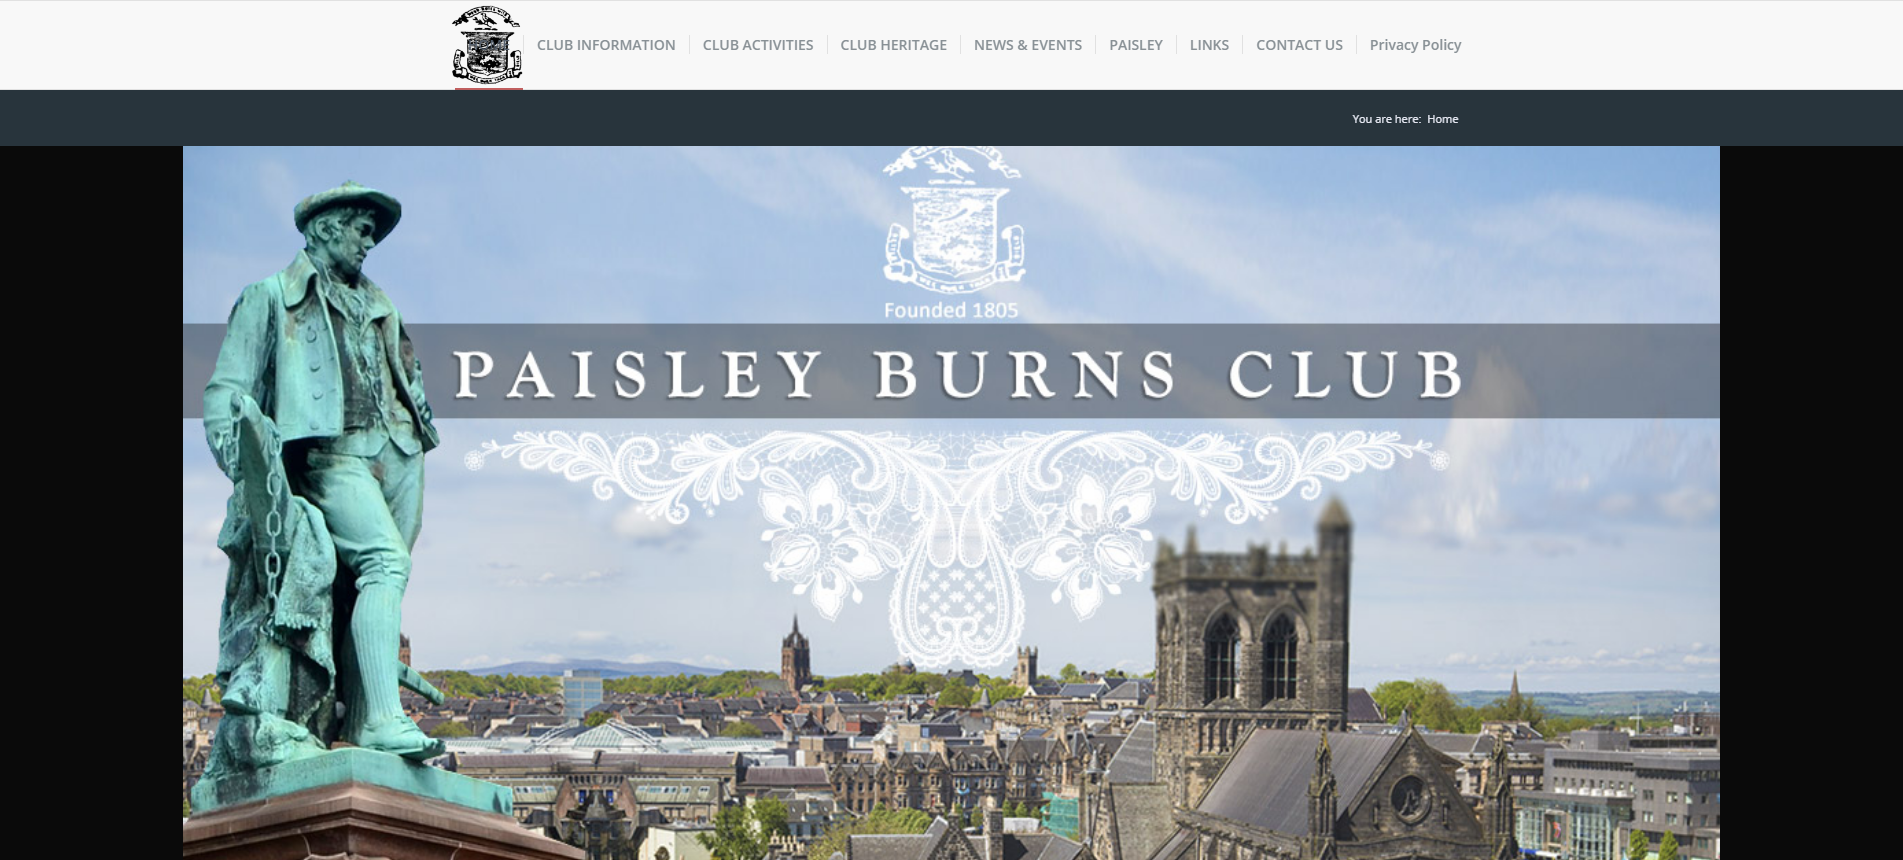 CLUB INFORMATION
CLUB ACTIVITIES
CLUB HERITAGE
NEWS & EVENTS
PAISLEY
LINKS
CONTACT US
Privacy Policy
You are here: Home
Founded 1805
PAISLEY BURNS CLUB